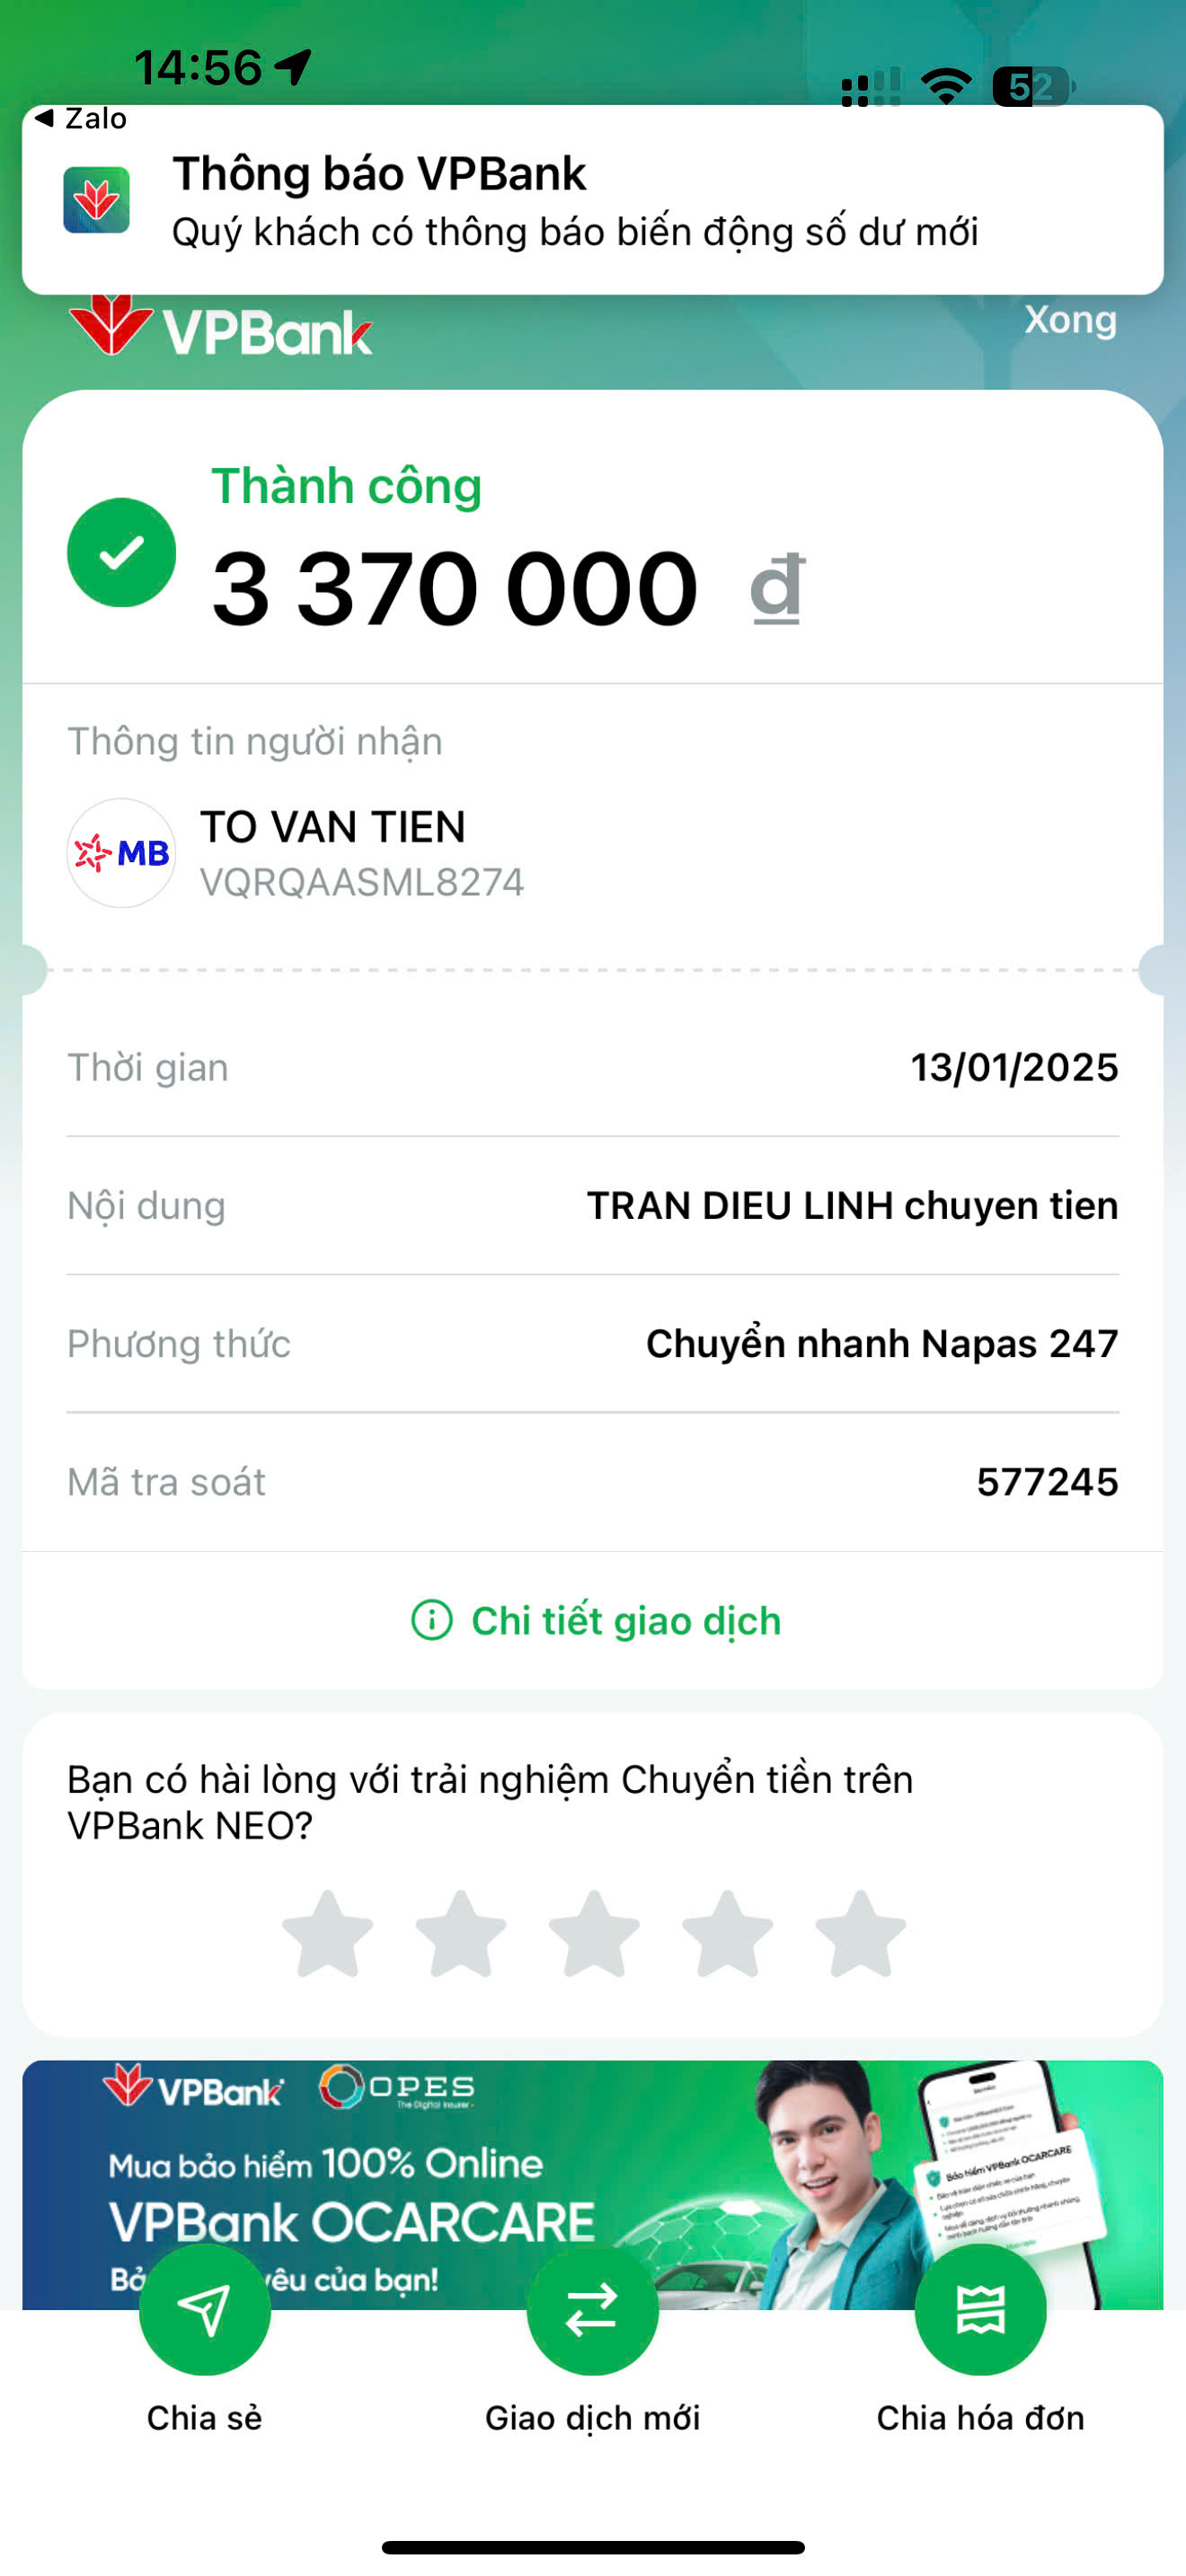 14:56
52
◀ Zalo
Thông báo VPBank
Quý khách có thông báo biến động số dư mới
VPBank
Xong
Thành công
3 370 000 đ
Thông tin người nhận
MB
TO VAN TIEN
VQRQAASML8274
Thời gian
13/01/2025
Nội dung
TRAN DIEU LINH chuyen tien
Phương thức
Chuyển nhanh Napas 247
Mã tra soát
577245
Chi tiết giao dịch
Bạn có hài lòng với trải nghiệm Chuyển tiền trên
VPBank NEO?
VPBank
OPES
The Digital Insurer
Mua bảo hiểm 100% Online
VPBank OCARCARE
của bạn!
Bảo hiểm VPBank OCARCARE
Chia sẻ
Giao dịch mới
Chia hóa đơn